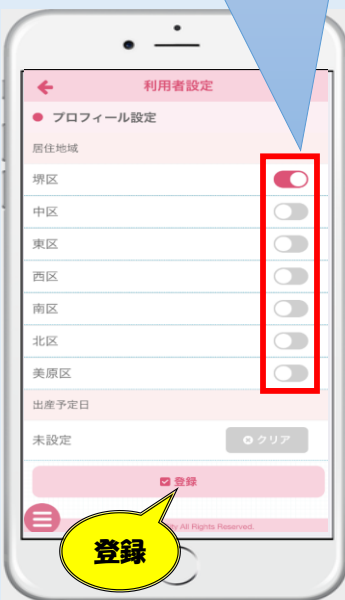 利用者設定
プロフィール設定
居住地域
堺区
中区
東区
西区
南区
北区
美原区
出産予定日
未設定
クリア
登録
All Rights Reserved.
登録